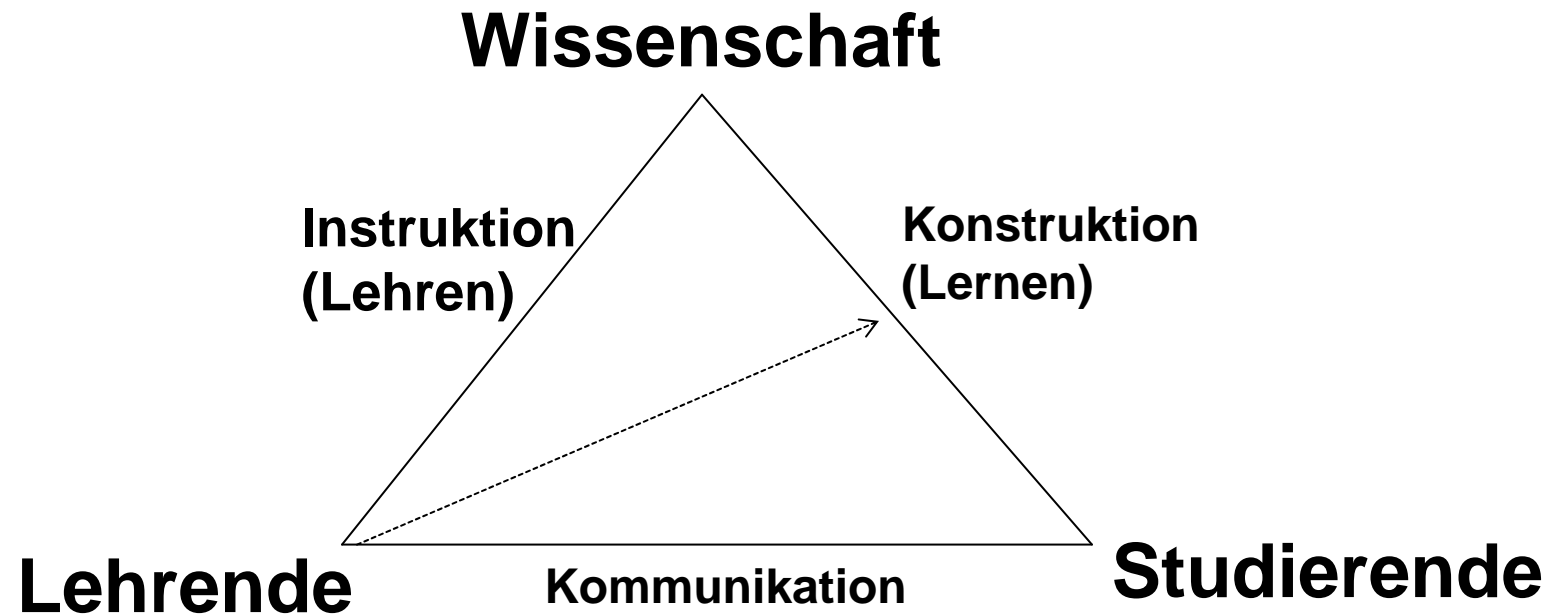 Wissenschaft
Instruktion
(Lehren)
Konstruktion
(Lernen)
Lehrende
Kommunikation
Studierende